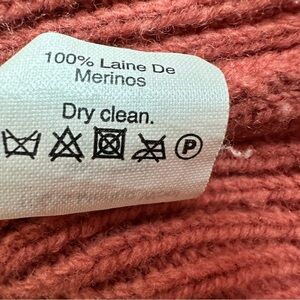 100% Laine De
Merinos
Dry clean.
P